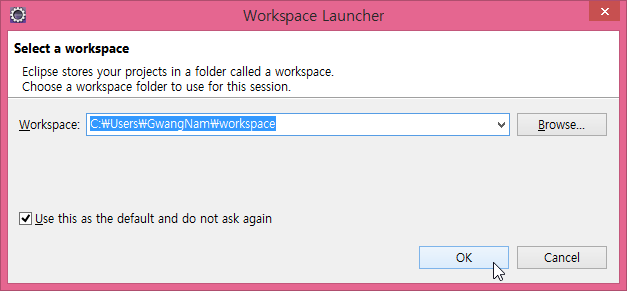 Workspace Launcher
Select a workspace
Eclipse stores your projects in a folder called a workspace.
Choose a workspace folder to use for this session.
Workspace: C:₩Users₩GwangNam₩workspace Browse...
Use this as the default and do not ask again
OK Cancel